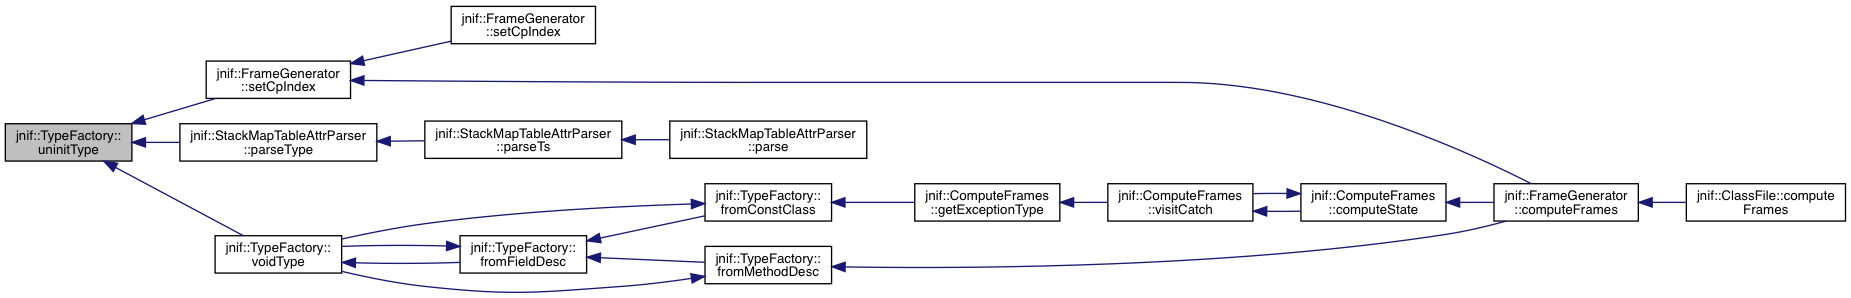 jnif::FrameGenerator
::setCpIndex
jnif::FrameGenerator
::setCpIndex
jnif::TypeFactory::
uninitType
jnif::StackMapTableAttrParser
::parseType
jnif::StackMapTableAttrParser
::parseTs
jnif::StackMapTableAttrParser
::parse
jnif::TypeFactory::
fromConstClass
jnif::ComputeFrames
::getExceptionType
jnif::ComputeFrames
::visitCatch
jnif::ComputeFrames
::computeState
jnif::FrameGenerator
::computeFrames
jnif::ClassFile::compute
Frames
jnif::TypeFactory::
voidType
jnif::TypeFactory::
fromFieldDesc
jnif::TypeFactory::
fromMethodDesc